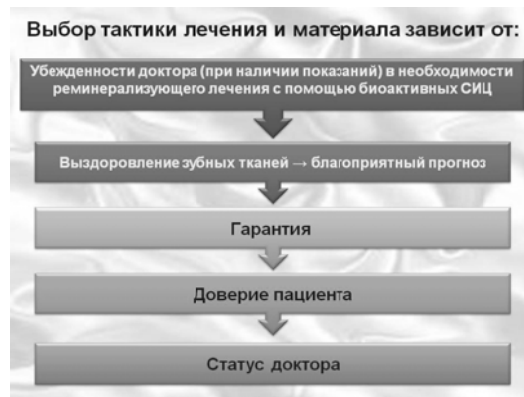 Выбор тактики лечения и материала зависит от:
Убежденности доктора (при наличии показаний) в необходимости
реминерализующего лечения с помощью биоактивных СИЦ
Выздоровление зубных тканей → благоприятный прогноз
Гарантия
Доверие пациента
Статус доктора